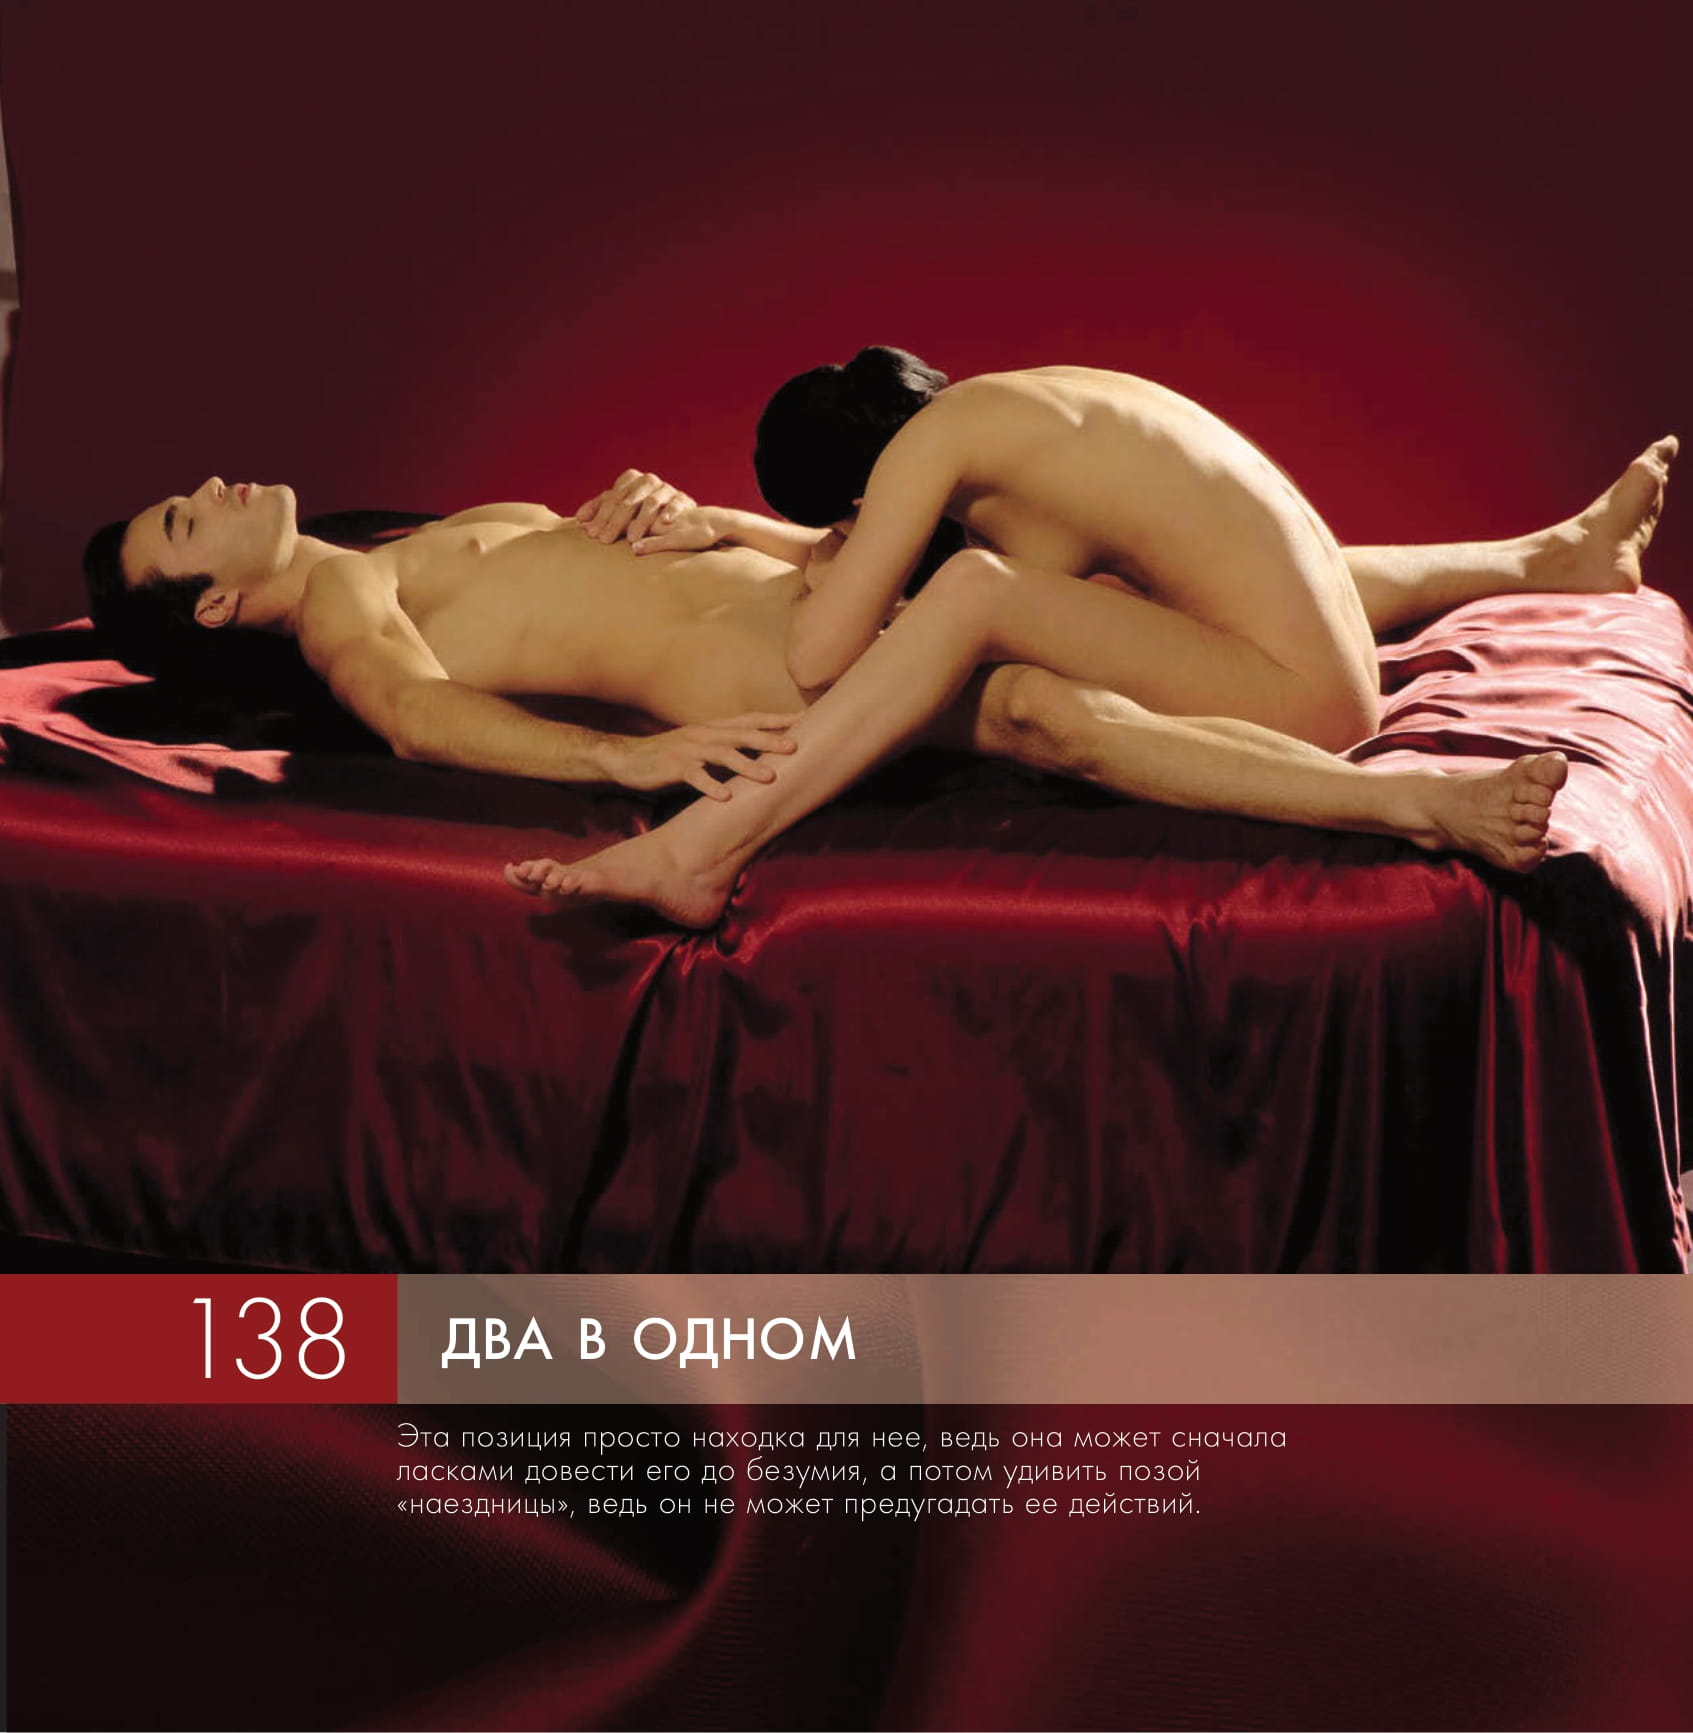 138
ДВА В ОДНОМ
Эта позиция просто находка для нее, ведь она может сначала
ласками довести его до безумия, а потом удивить позой
«наездницы», ведь он не может предугадать ее действий.